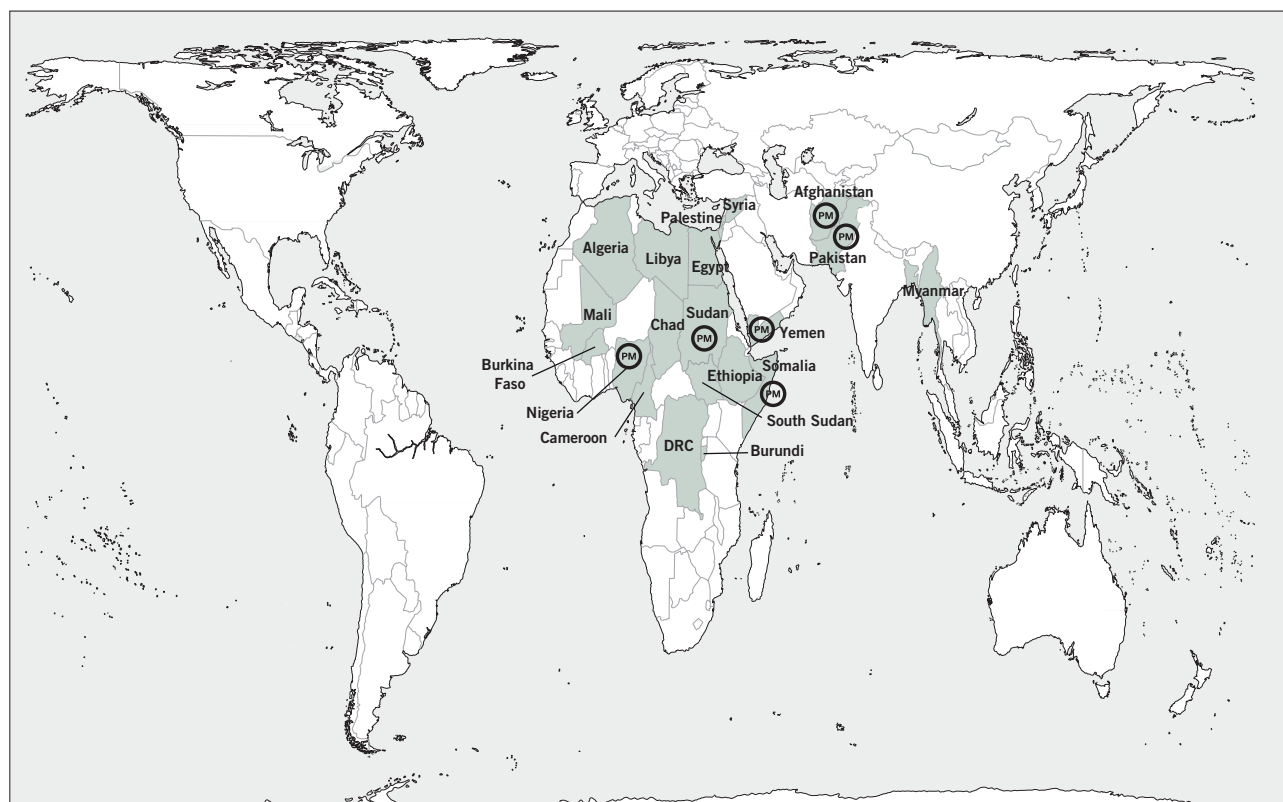 Afghanistan
PM
Syria
Palestine
PM
Algeria
Libya
Egypt
Pakistan
Myanmar
Mali
Chad
Sudan
PM
Yemen
PM
Burkina
Faso
PM
Ethiopia
Somalia
PM
Nigeria
South Sudan
Cameroon
DRC
Burundi